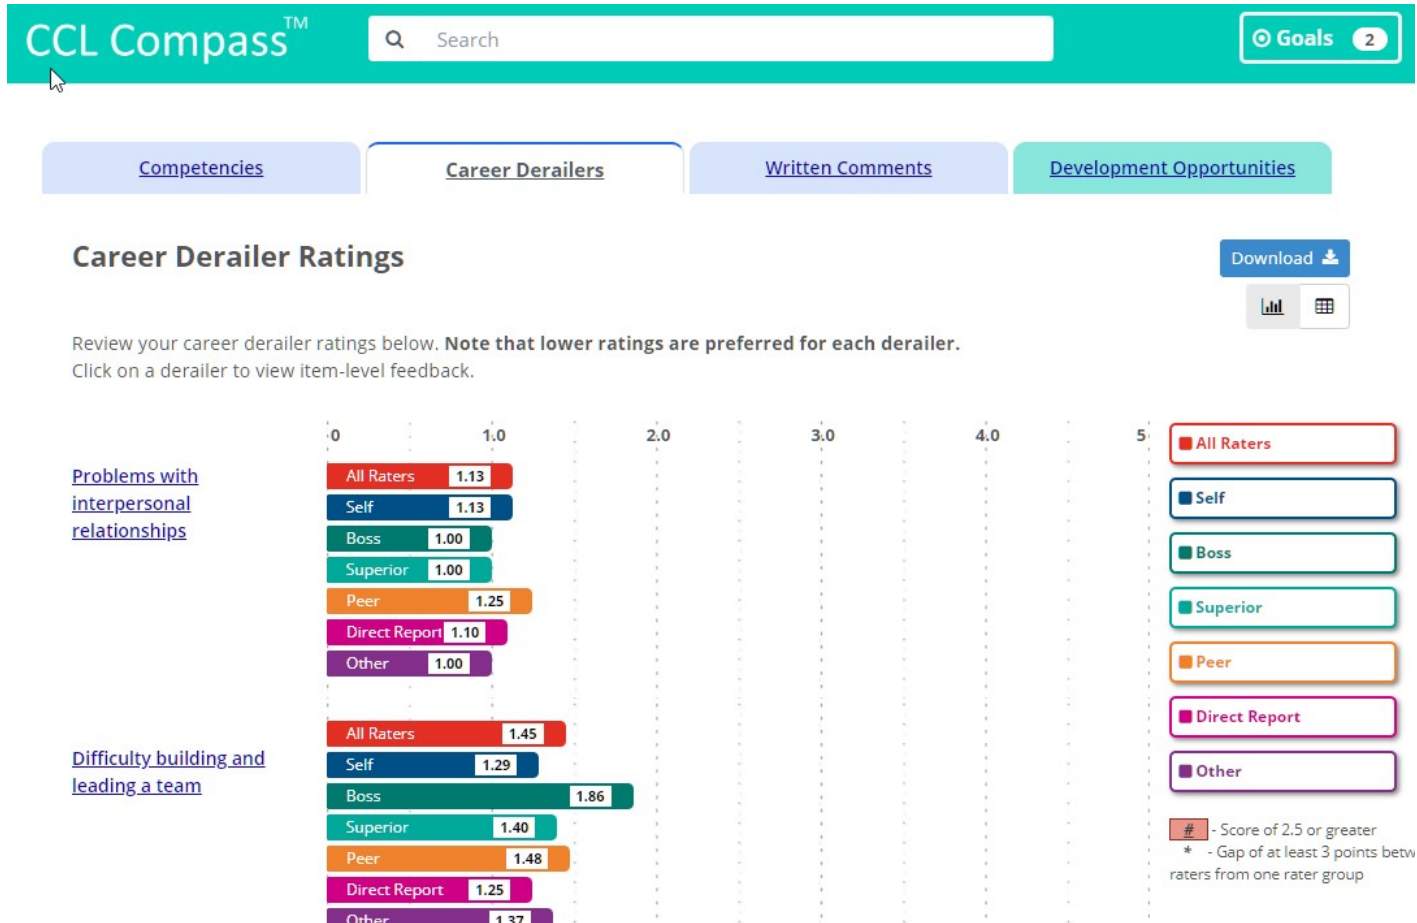 CCL Compass™
Search
Goals 2
Competencies
Career Derailers
Written Comments
Development Opportunities
Career Derailer Ratings
Download
Review your career derailer ratings below. Note that lower ratings are preferred for each derailer.
Click on a derailer to view item-level feedback.
0 1.0 2.0 3.0 4.0 5
Problems with
interpersonal
relationships
All Raters 1.13
Self 1.13
Boss 1.00
Superior 1.00
Peer 1.25
Direct Report 1.10
Other 1.00
Difficulty building and
leading a team
All Raters 1.45
Self 1.29
Boss 1.86
Superior 1.40
Peer 1.48
Direct Report 1.25
Other 1.37
All Raters
Self
Boss
Superior
Peer
Direct Report
Other
# - Score of 2.5 or greater
* - Gap of at least 3 points betw
raters from one rater group